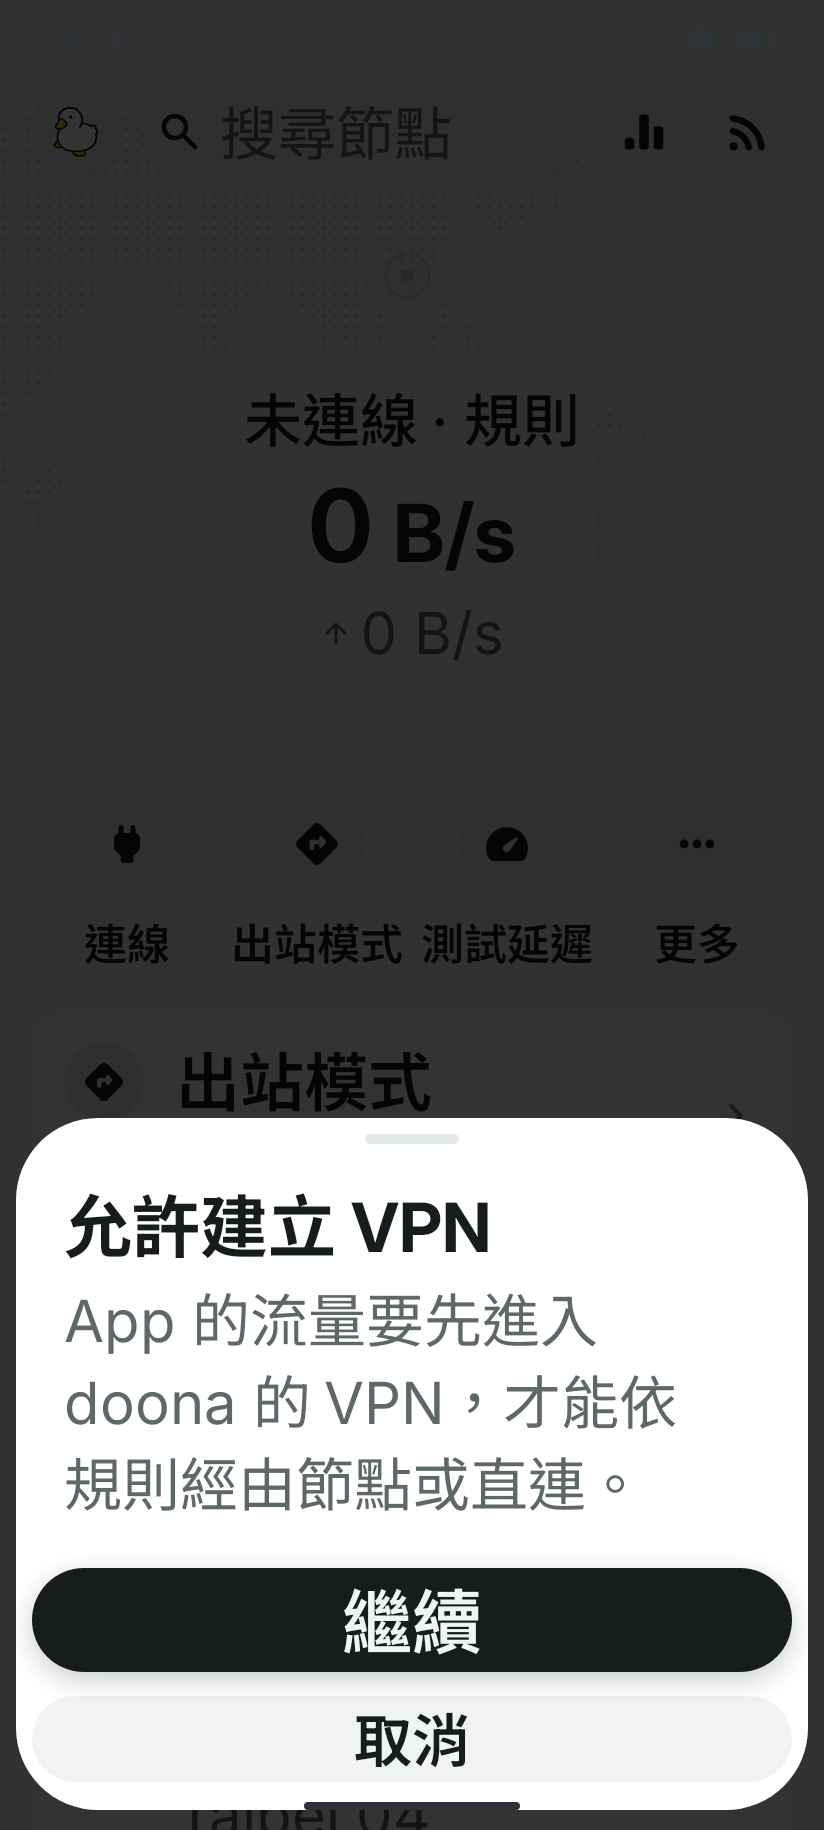 搜尋節點
未連線 · 規則
0 B/s
↑ 0 B/s
連線
出站模式
測試延遲
更多
出站模式
允許建立 VPN
App 的流量要先進入
doona 的 VPN，才能依
規則經由節點或直連。
繼續
取消
Taipei 04